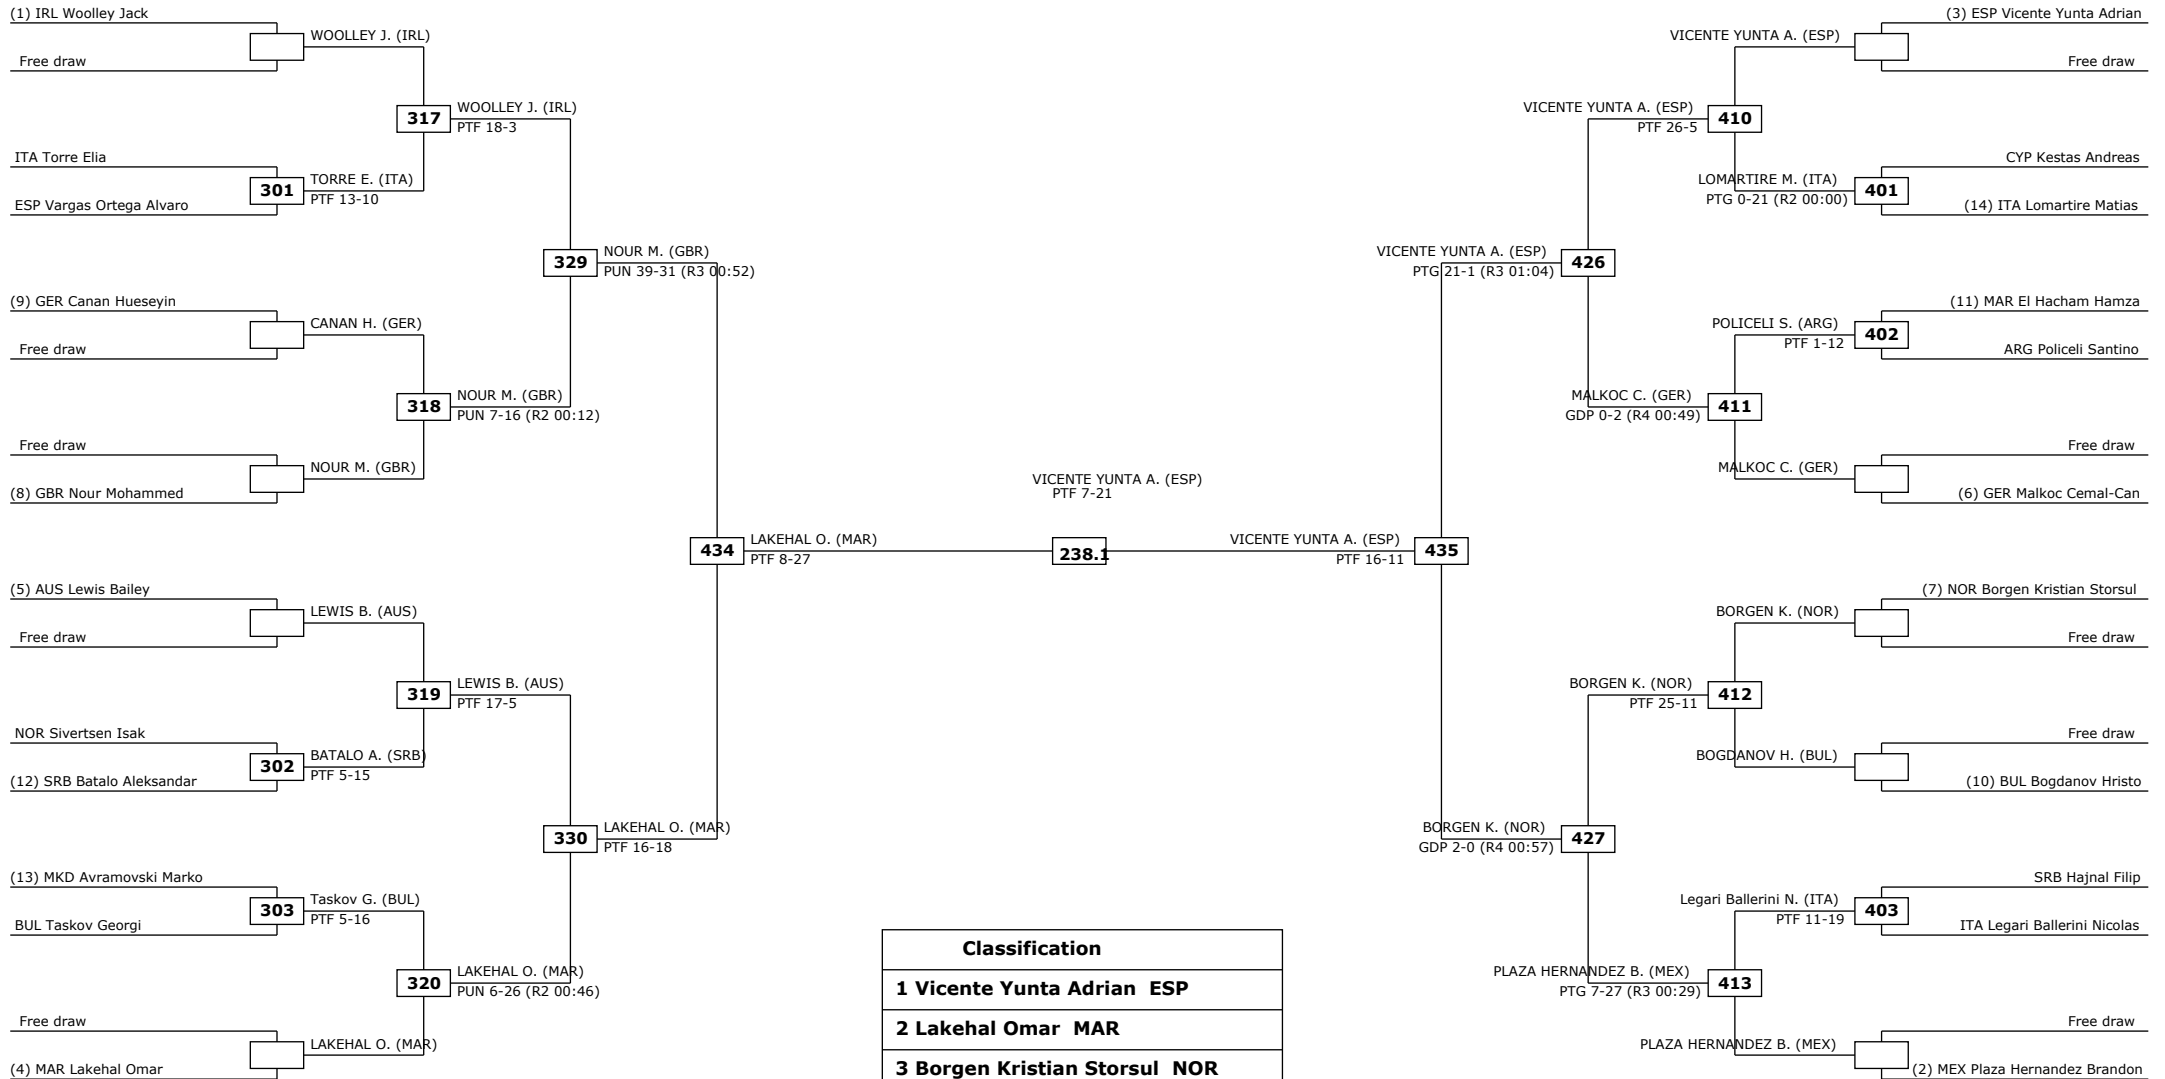 (1) IRL Woolley Jack
WOOLLEY J. (IRL)
Free draw
317
WOOLLEY J. (IRL)
PTF 18-3
ITA Torre Elia
301
TORRE E. (ITA)
PTF 13-10
ESP Vargas Ortega Alvaro
329
NOUR M. (GBR)
PUN 39-31 (R3 00:52)
(9) GER Canan Hueseyin
CANAN H. (GER)
Free draw
318
NOUR M. (GBR)
PUN 7-16 (R2 00:12)
Free draw
NOUR M. (GBR)
(8) GBR Nour Mohammed
434
LAKEHAL O. (MAR)
PTF 8-27
(5) AUS Lewis Bailey
LEWIS B. (AUS)
Free draw
319
LEWIS B. (AUS)
PTF 17-5
NOR Sivertsen Isak
302
BATALO A. (SRB)
PTF 5-15
(12) SRB Batalo Aleksandar
330
LAKEHAL O. (MAR)
PTF 16-18
(13) MKD Avramovski Marko
303
Taskov G. (BUL)
PTF 5-16
BUL Taskov Georgi
320
LAKEHAL O. (MAR)
PUN 6-26 (R2 00:46)
Free draw
LAKEHAL O. (MAR)
(4) MAR Lakehal Omar
VICENTE YUNTA A. (ESP)
PTF 7-21
238.1
(3) ESP Vicente Yunta Adrian
VICENTE YUNTA A. (ESP)
Free draw
VICENTE YUNTA A. (ESP)
PTF 26-5
410
CYP Kestas Andreas
LOMARTIRE M. (ITA)
PTG 0-21 (R2 00:00)
401
(14) ITA Lomartire Matias
VICENTE YUNTA A. (ESP)
PTG 21-1 (R3 01:04)
426
(11) MAR El Hacham Hamza
POLICELI S. (ARG)
PTF 1-12
402
ARG Policeli Santino
MALKOC C. (GER)
GDP 0-2 (R4 00:49)
411
Free draw
MALKOC C. (GER)
(6) GER Malkoc Cemal-Can
VICENTE YUNTA A. (ESP)
PTF 16-11
435
(7) NOR Borgen Kristian Storsul
BORGEN K. (NOR)
Free draw
BORGEN K. (NOR)
PTF 25-11
412
Free draw
BOGDANOV H. (BUL)
(10) BUL Bogdanov Hristo
BORGEN K. (NOR)
GDP 2-0 (R4 00:57)
427
SRB Hajnal Filip
Legari Ballerini N. (ITA)
PTF 11-19
403
ITA Legari Ballerini Nicolas
PLAZA HERNANDEZ B. (MEX)
PTG 7-27 (R3 00:29)
413
Free draw
PLAZA HERNANDEZ B. (MEX)
(2) MEX Plaza Hernandez Brandon
Classification
1 Vicente Yunta Adrian ESP
2 Lakehal Omar MAR
3 Borgen Kristian Storsul NOR